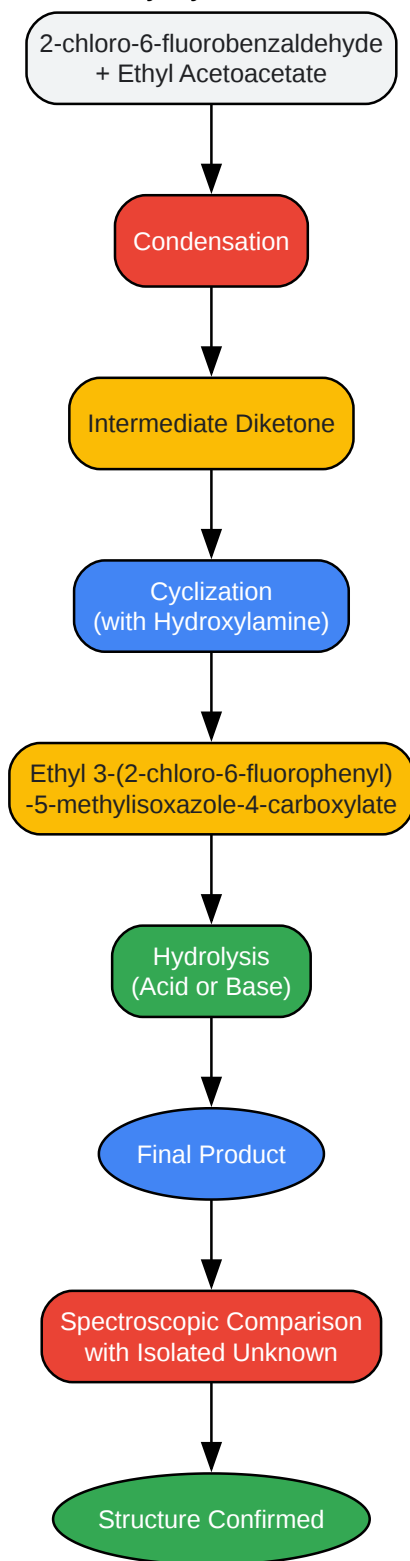 2-chloro-6-fluorobenzaldehyde
+ Ethyl Acetoacetate
Condensation
Intermediate Diketone
Cyclization
(with Hydroxylamine)
Ethyl 3-(2-chloro-6-fluorophenyl)
-5-methylisoxazole-4-carboxylate
Hydrolysis
(Acid or Base)
Final Product
Spectroscopic Comparison
with Isolated Unknown
Structure Confirmed